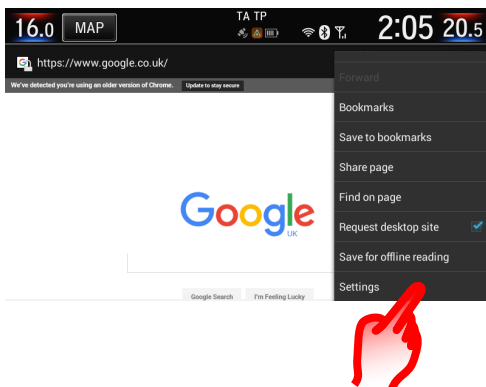 TA TP
16.0 MAP 2:05 20.5
https://www.google.co.uk/
We've detected you're using an older version of Chrome. Update to stay secure
Forward
Bookmarks
Save to bookmarks
Share page
Find on page
Google
UK
Request desktop site
Save for offline reading
Settings
Google Search I'm Feeling Lucky